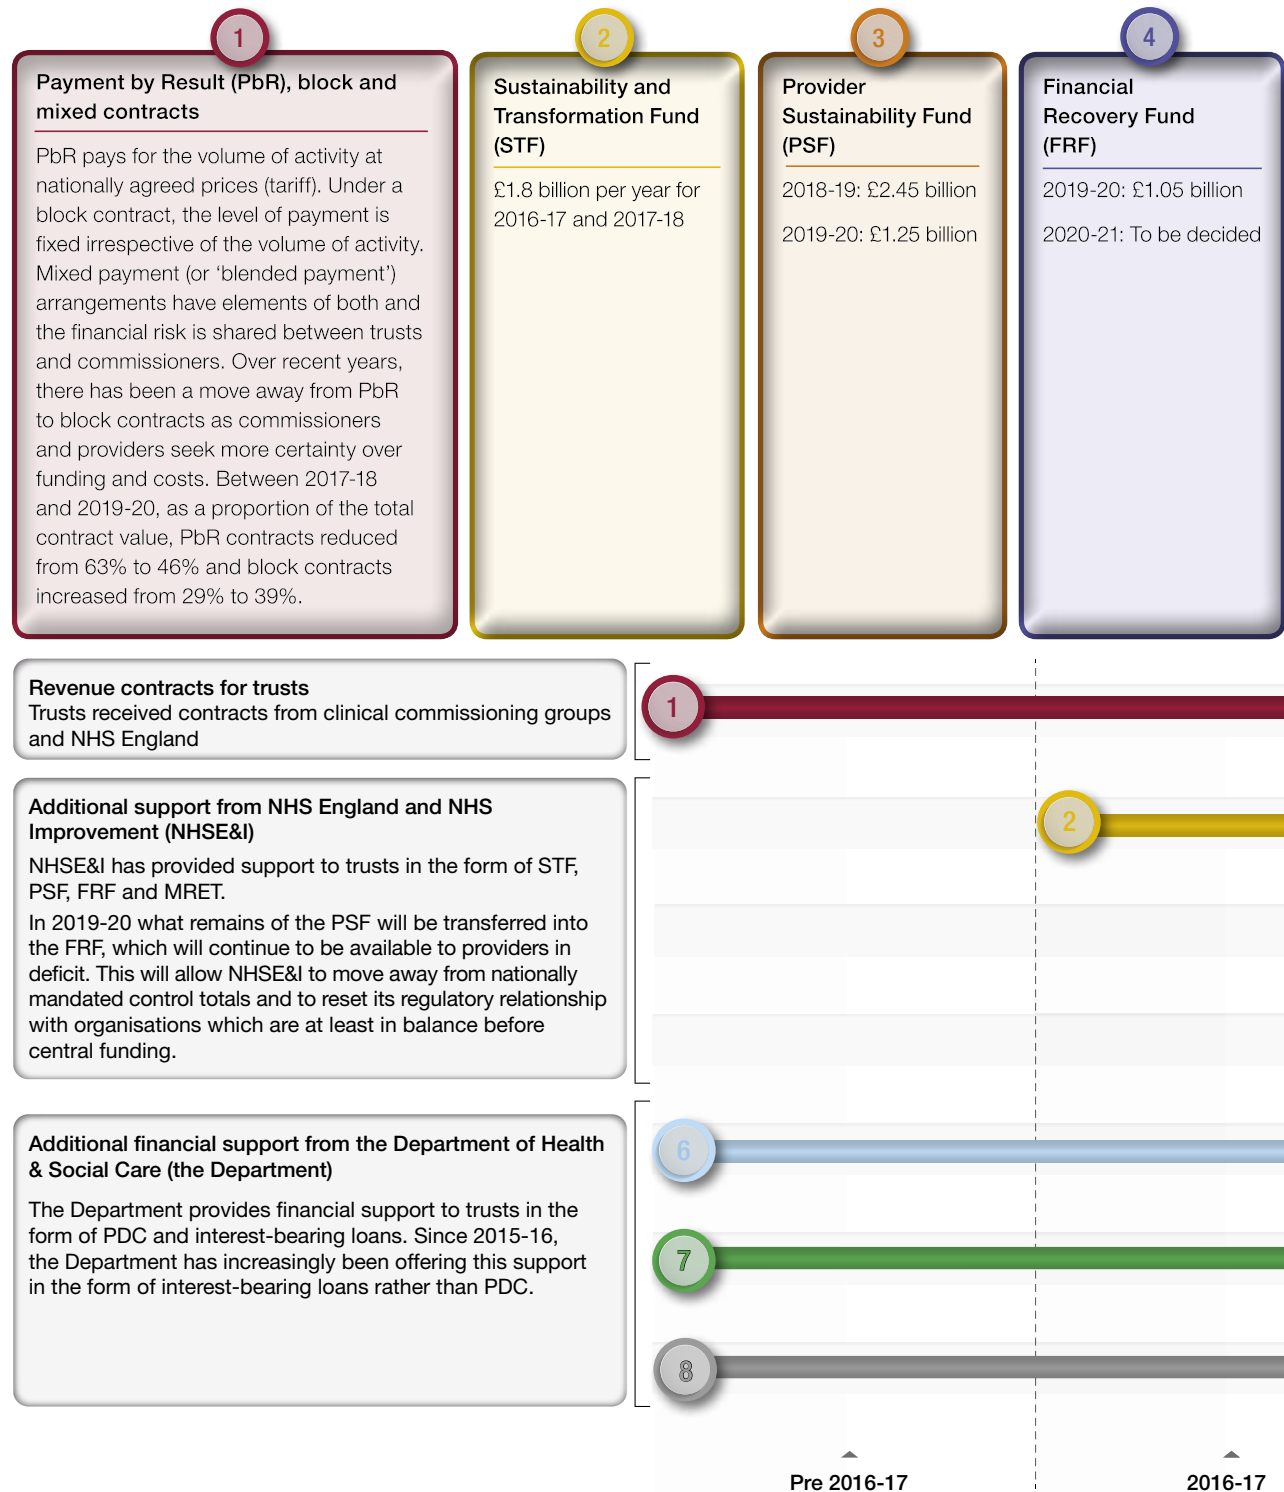 1
Payment by Result (PbR), block and
mixed contracts
PbR pays for the volume of activity at
nationally agreed prices (tariff). Under a
block contract, the level of payment is
fixed irrespective of the volume of activity.
Mixed payment (or ‘blended payment’)
arrangements have elements of both and
the financial risk is shared between trusts
and commissioners. Over recent years,
there has been a move away from PbR
to block contracts as commissioners
and providers seek more certainty over
funding and costs. Between 2017-18
and 2019-20, as a proportion of the total
contract value, PbR contracts reduced
from 63% to 46% and block contracts
increased from 29% to 39%.
2
Sustainability and
Transformation Fund
(STF)
£1.8 billion per year for
2016-17 and 2017-18
3
Provider
Sustainability Fund
(PSF)
2018-19: £2.45 billion
2019-20: £1.25 billion
4
Financial
Recovery Fund
(FRF)
2019-20: £1.05 billion
2020-21: To be decided
Revenue contracts for trusts
Trusts received contracts from clinical commissioning groups
and NHS England
1
Additional support from NHS England and NHS
Improvement (NHSE&I)
NHSE&I has provided support to trusts in the form of STF,
PSF, FRF and MRET.
In 2019-20 what remains of the PSF will be transferred into
the FRF, which will continue to be available to providers in
deficit. This will allow NHSE&I to move away from nationally
mandated control totals and to reset its regulatory relationship
with organisations which are at least in balance before
central funding.
2
Additional financial support from the Department of Health
& Social Care (the Department)
The Department provides financial support to trusts in the
form of PDC and interest-bearing loans. Since 2015-16,
the Department has increasingly been offering this support
in the form of interest-bearing loans rather than PDC.
6
7
8
Pre 2016-17
2016-17